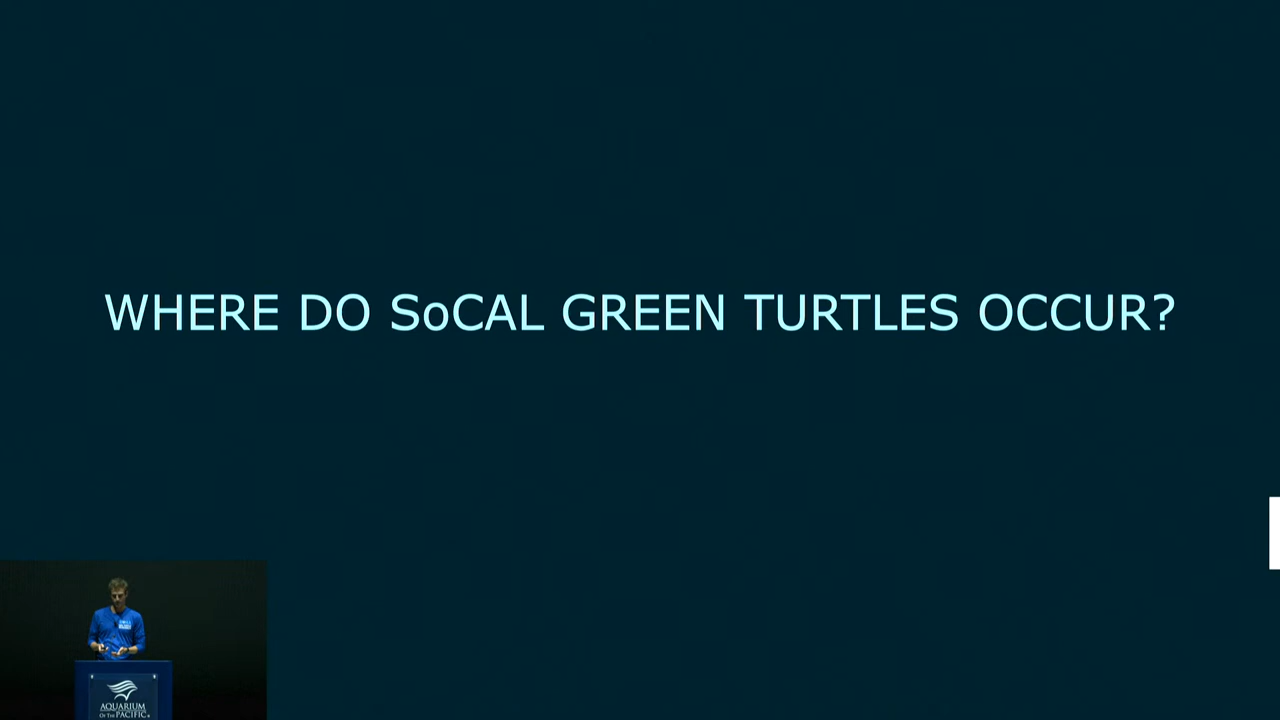 WHERE DO SoCAL GREEN TURTLES OCCUR?
AQUARIUM
OF THE PACIFIC